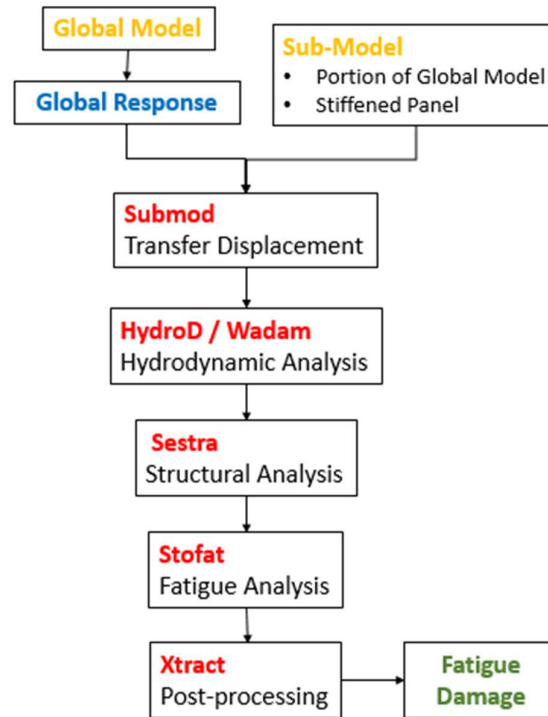 Global Model
Global Response
Sub-Model
• Portion of Global Model
• Stiffened Panel
Submod
Transfer Displacement
HydroD / Wadam
Hydrodynamic Analysis
Sestra
Structural Analysis
Stofat
Fatigue Analysis
Xtract
Post-processing
Fatigue
Damage